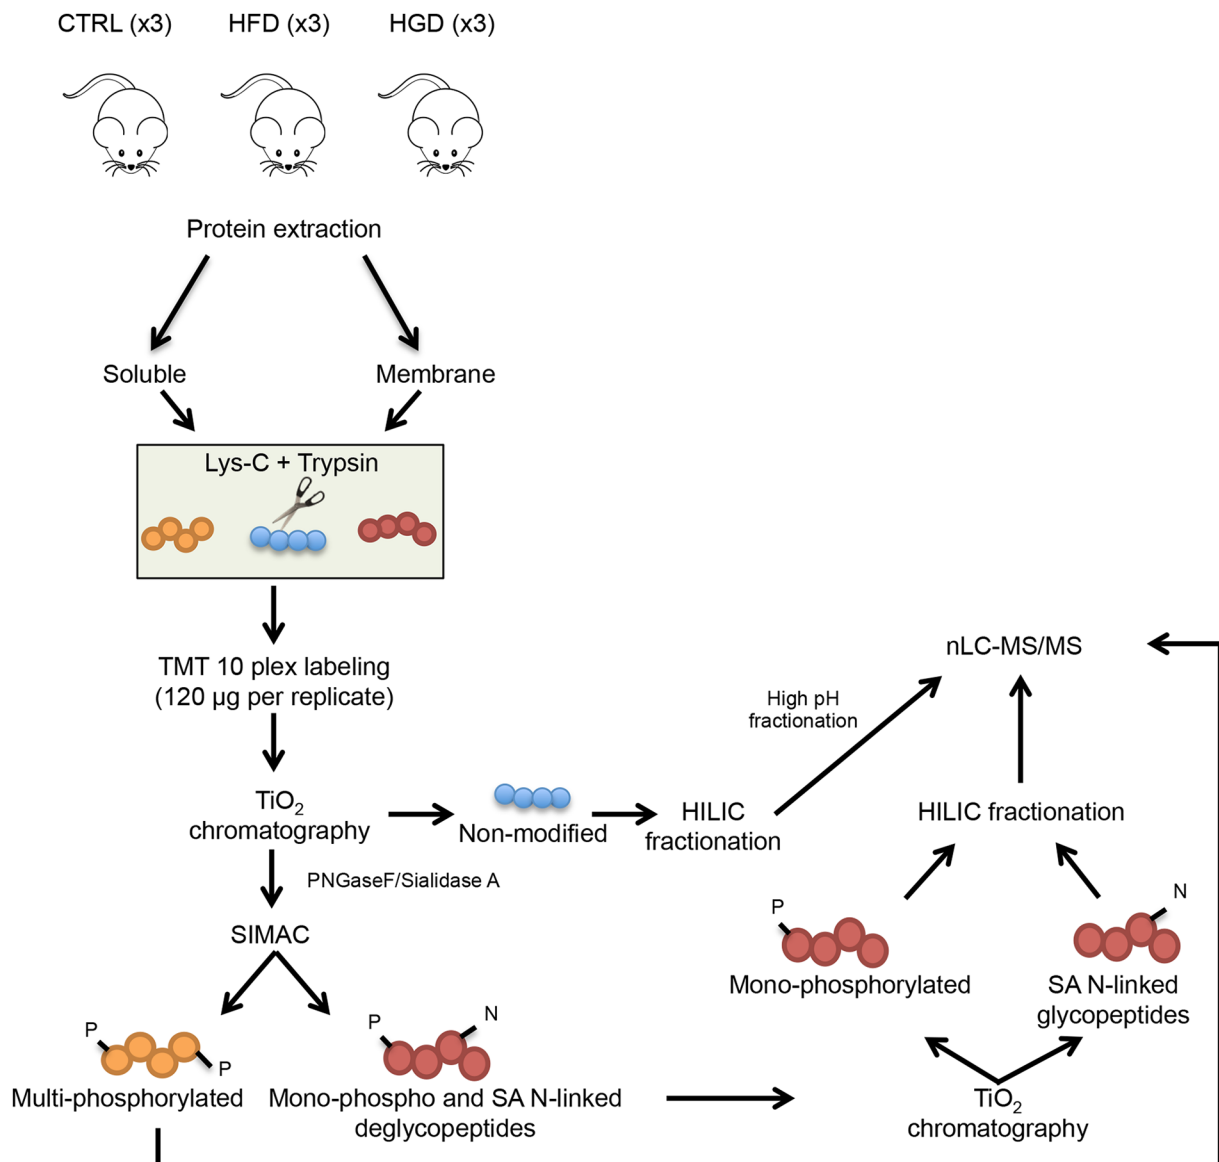 CTRL (x3)
HFD (x3)
HGD (x3)
Protein extraction
Soluble
Membrane
Lys-C + Trypsin
TMT 10 plex labeling
(120 µg per replicate)
TiO2
chromatography
Non-modified
HILIC
fractionation
High pH
fractionation
nLC-MS/MS
PNGaseF/Sialidase A
SIMAC
P
P
Multi-phosphorylated
P
N
Mono-phospho and SA N-linked
deglycopeptides
TiO2
chromatography
P
Mono-phosphorylated
N
SA N-linked
glycopeptides
HILIC fractionation